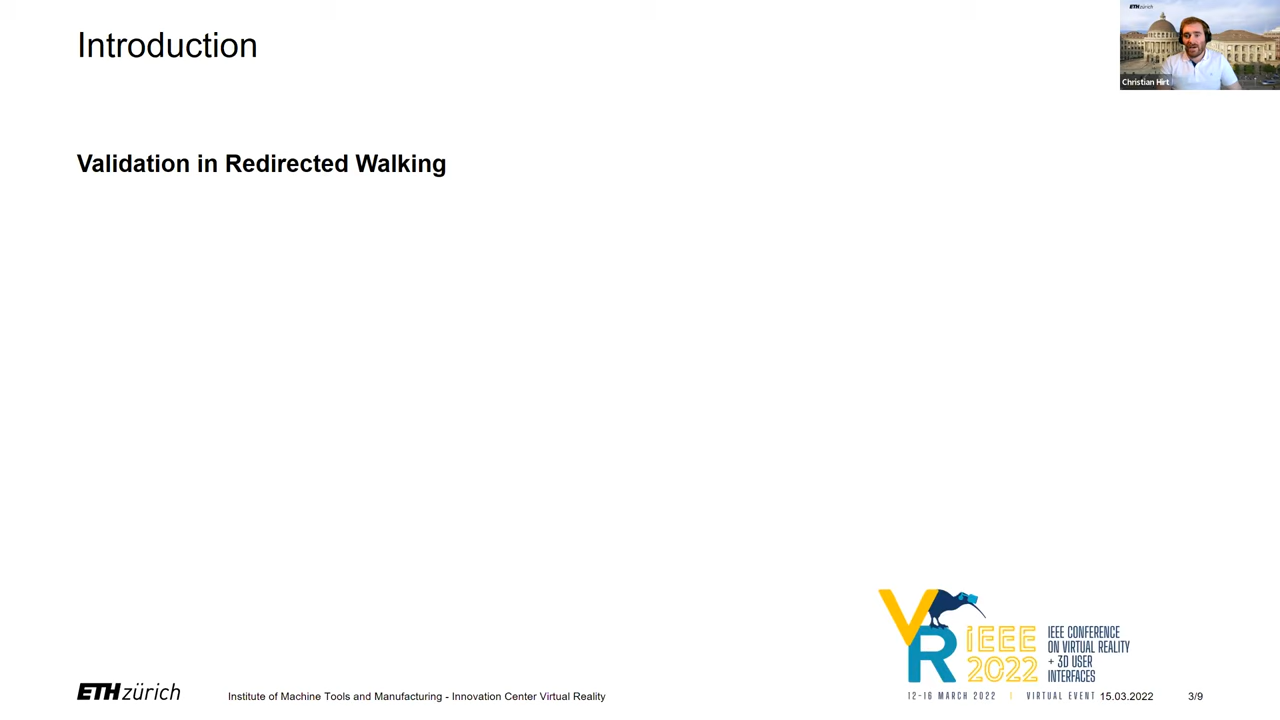 Introduction
ETHzürich
Christian Hirt
Validation in Redirected Walking
VR
IEEE
2022
IEEE CONFERENCE
ON VIRTUAL REALITY
+ 3D USER
INTERFACES
12-16 MARCH 2022 | VIRTUAL EVENT
ETHzürich
Institute of Machine Tools and Manufacturing - Innovation Center Virtual Reality
15.03.2022
3/9